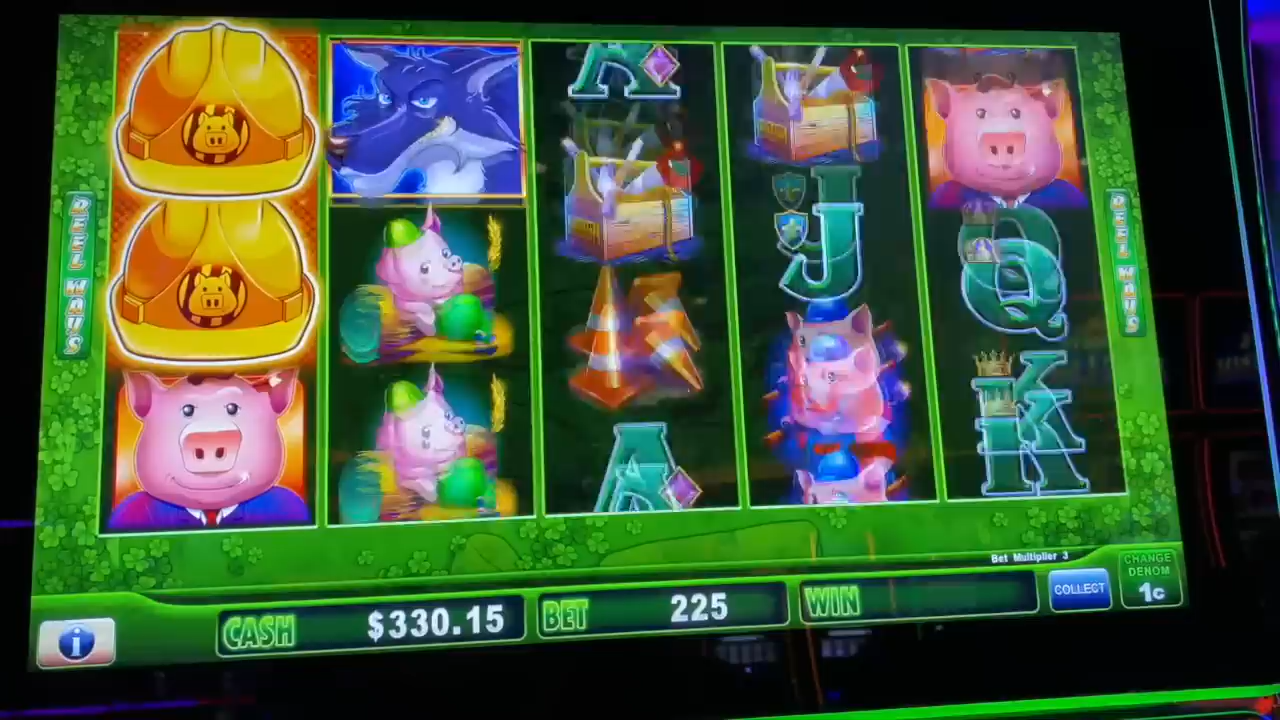 A
J
Q
K
A
REEL WAYS
REEL WAYS
Bet Multiplier 3
CASH $330.15
BET 225
WIN
COLLECT
CHANGE
DENOM
1c
i